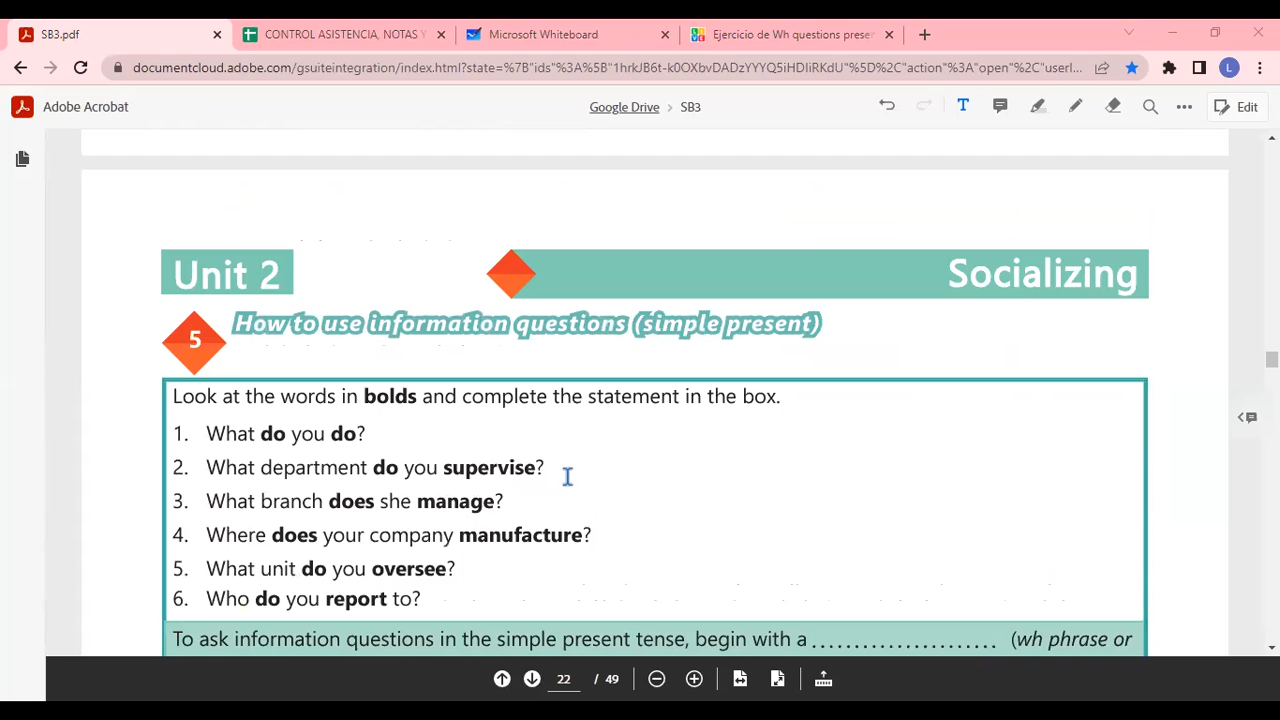 SB3.pdf
CONTROL ASISTENCIA, NOTAS Y
Microsoft Whiteboard
Ejercicio de Wh questions presen
documentcloud.adobe.com/gsuiteintegration/index.html?state=%7B"ids"%3A%5B"1hrkJB6t-k0OXbvDADzYYYQ5iHDIiRKdU"%5D%2C"action"%3A"open"%2C"userI...
L
Adobe Acrobat
Google Drive > SB3
Edit
Unit 2
Socializing
5
How to use information questions (simple present)
Look at the words in bolds and complete the statement in the box.
1. What do you do?
2. What department do you supervise?
3. What branch does she manage?
4. Where does your company manufacture?
5. What unit do you oversee?
6. Who do you report to?
To ask information questions in the simple present tense, begin with a ...................... (wh phrase or
22 / 49